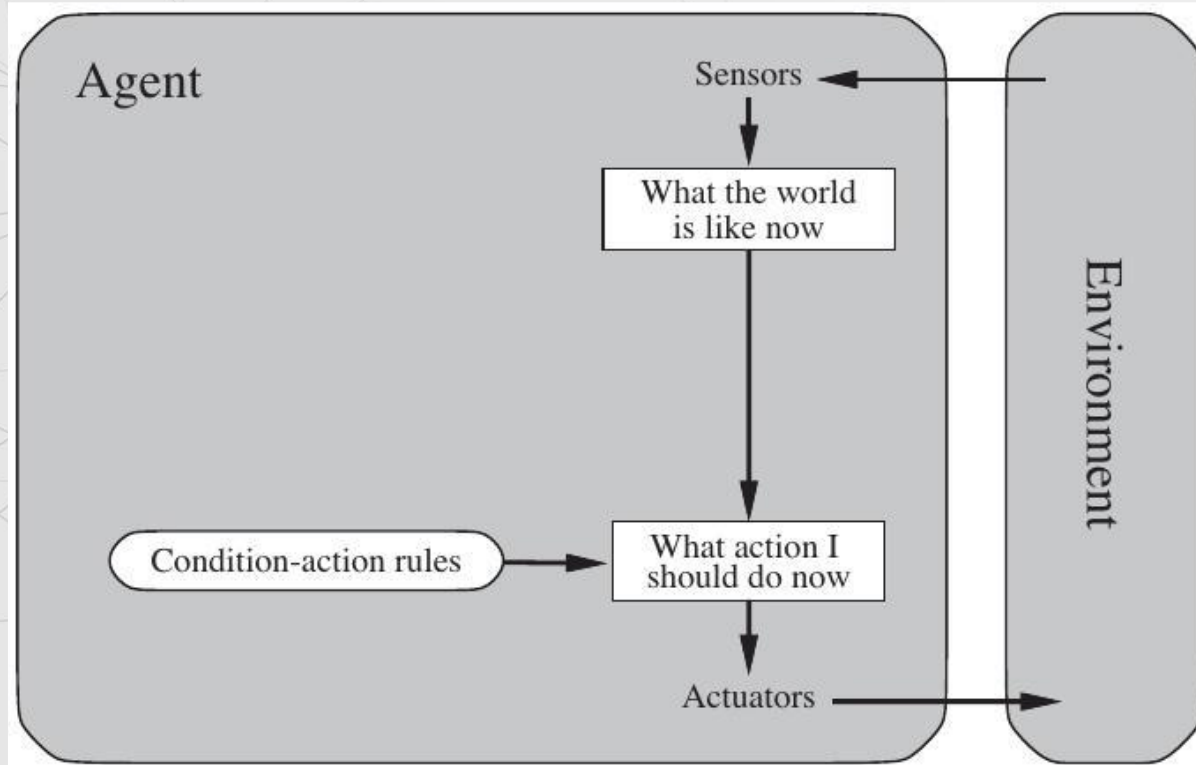 Agent
Sensors
What the world
is like now
Environment
Condition-action rules
What action I
should do now
Actuators